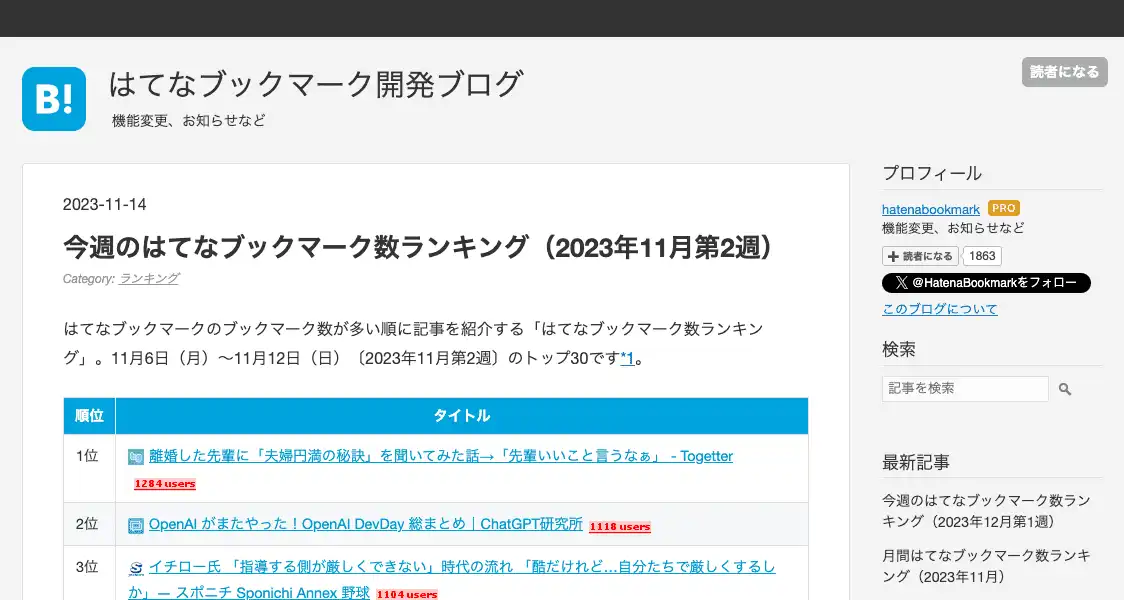 B!
はてなブックマーク開発ブログ
機能変更、お知らせなど
読者になる
2023-11-14
今週のはてなブックマーク数ランキング（2023年11月第2週）
Category: ランキング
はてなブックマークのブックマーク数が多い順に記事を紹介する「はてなブックマーク数ランキン
グ」。11月6日（月）〜11月12日（日）〔2023年11月第2週〕のトップ30です*1。
順位 タイトル
1位 離婚した先輩に「夫婦円満の秘訣」を聞いてみた話→「先輩いいこと言うなぁ」 - Togetter
1284 users
2位 OpenAI がまたやった！OpenAI DevDay 総まとめ｜ChatGPT研究所 1118 users
3位 イチロー氏 「指導する側が厳しくできない」時代の流れ 「酷だけれど…自分たちで厳しくするし
か」 ― スポニチ Sponichi Annex 野球 1104 users
プロフィール
hatenabookmark PRO
機能変更、お知らせなど
読者になる 1863
@HatenaBookmarkをフォロー
このブログについて
検索
記事を検索
最新記事
今週のはてなブックマーク数ラン
キング（2023年12月第1週）
月間はてなブックマーク数ランキ
ング（2023年11月）